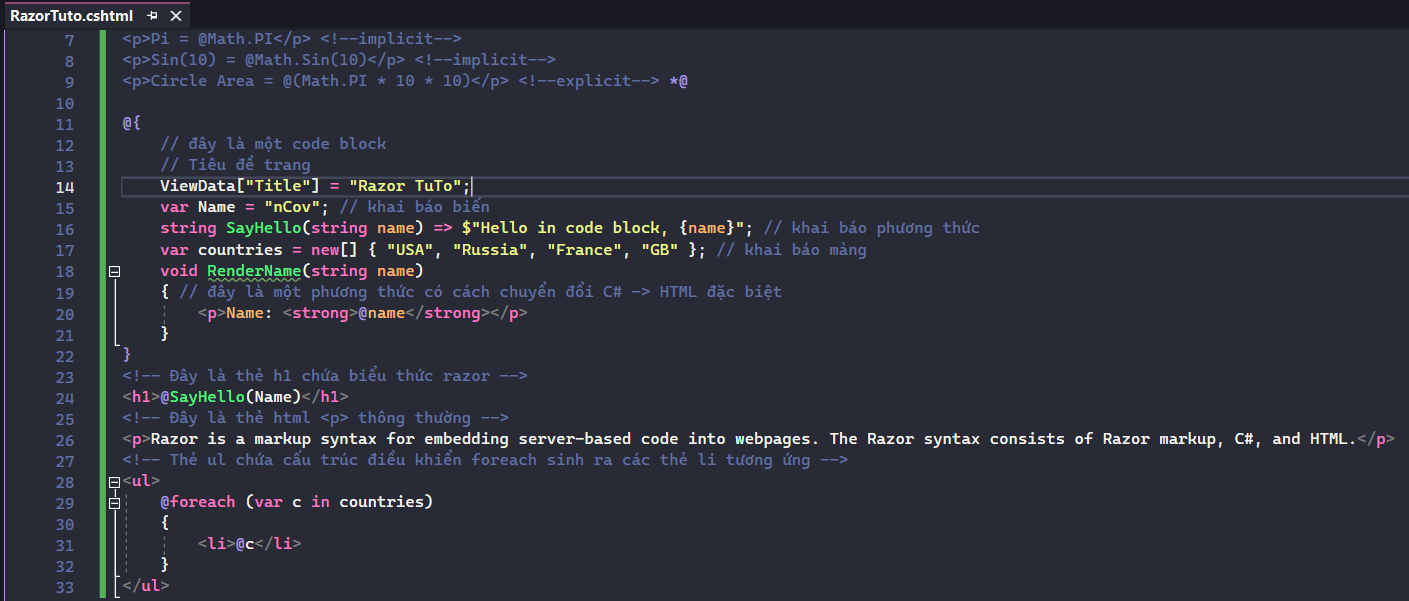 RazorTuto.cshtml
7 <p>Pi = @Math.PI</p> <!--implicit-->
8 <p>Sin(10) = @Math.Sin(10)</p> <!--implicit-->
9 <p>Circle Area = @(Math.PI * 10 * 10)</p> <!--explicit--> *@
10
11 @{
12     // đây là một code block
13     // Tiêu đề trang
14     ViewData["Title"] = "Razor TuTo";
15     var Name = "nCov"; // khai báo biến
16     string SayHello(string name) => $"Hello in code block, {name}"; // khai báo phương thức
17     var countries = new[] { "USA", "Russia", "France", "GB" }; // khai báo mảng
18     void RenderName(string name)
19     { // đây là một phương thức có cách chuyển đổi C# -> HTML đặc biệt
20         <p>Name: <strong>@name</strong></p>
21     }
22 }
23 <!-- Đây là thẻ h1 chứa biểu thức razor -->
24 <h1>@SayHello(Name)</h1>
25 <!-- Đây là thẻ html <p> thông thường -->
26 <p>Razor is a markup syntax for embedding server-based code into webpages. The Razor syntax consists of Razor markup, C#, and HTML.</p>
27 <!-- Thẻ ul chứa cấu trúc điều khiển foreach sinh ra các thẻ li tương ứng -->
28 <ul>
29     @foreach (var c in countries)
30     {
31         <li>@c</li>
32     }
33 </ul>